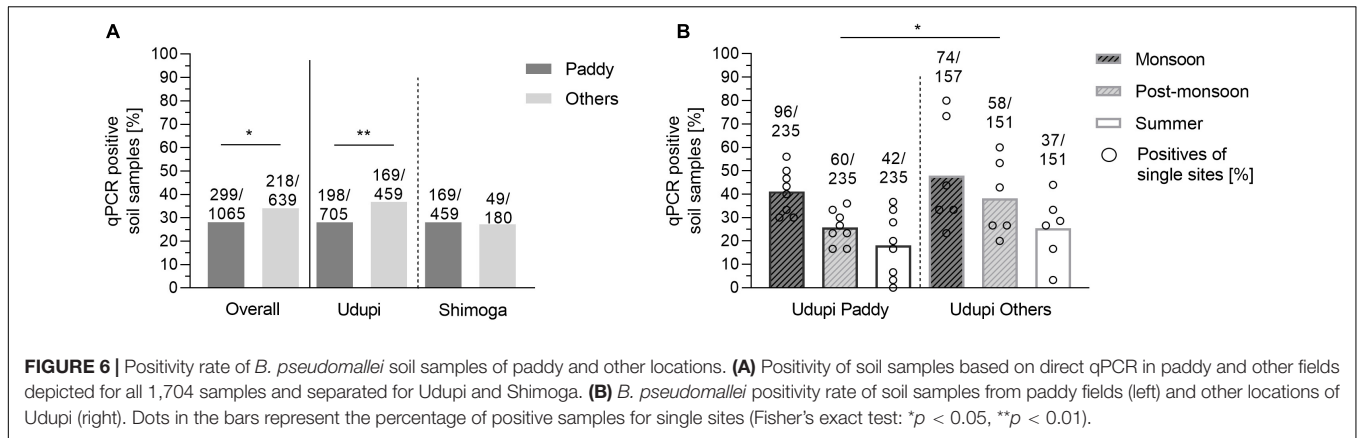 A
qPCR positive
soil samples [%]
100
90
80
70
60
50
40
30
20
10
0
*
**
299/
1065
218/
639
198/
705
169/
459
169/
459
49/
180
Overall
Udupi
Shimoga
Paddy
Others
B
qPCR positive
soil samples [%]
100
90
80
70
60
50
40
30
20
10
0
*
96/
235
60/
235
42/
235
74/
157
58/
151
37/
151
Udupi Paddy
Udupi Others
Monsoon
Post-monsoon
Summer
Positives of
single sites [%]
FIGURE 6 | Positivity rate of B. pseudomallei soil samples of paddy and other locations. (A) Positivity of soil samples based on direct qPCR in paddy and other fields
depicted for all 1,704 samples and separated for Udupi and Shimoga. (B) B. pseudomallei positivity rate of soil samples from paddy fields (left) and other locations of
Udupi (right). Dots in the bars represent the percentage of positive samples for single sites (Fisher's exact test: *p < 0.05, **p < 0.01).